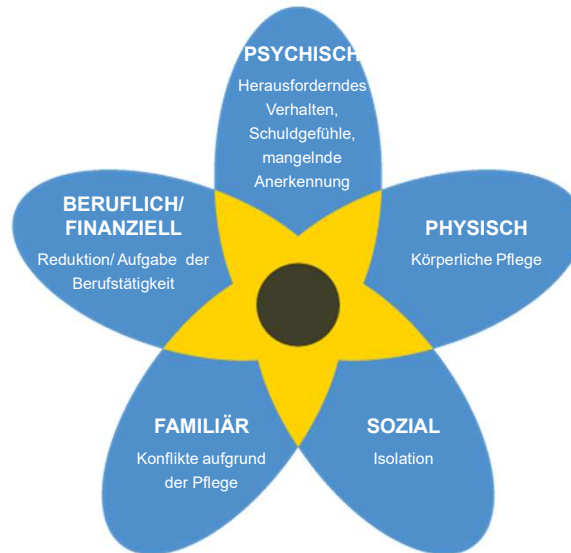 PSYCHISCH
Herausforderndes
Verhalten,
Schuldgefühle,
mangelnde
Anerkennung
BERUFLICH/
FINANZIELL
Reduktion/ Aufgabe der
Berufstätigkeit
PHYSISCH
Körperliche Pflege
FAMILIÄR
Konflikte aufgrund
der Pflege
SOZIAL
Isolation